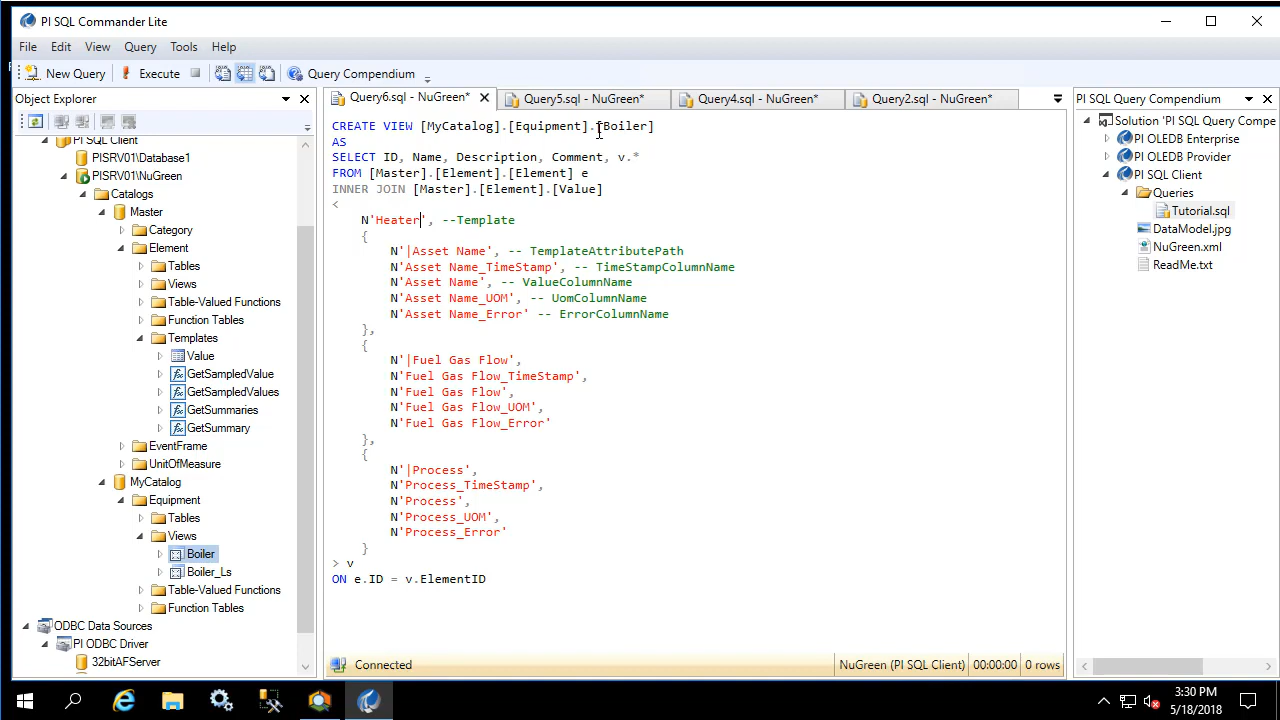 PI SQL Commander Lite
File Edit View Query Tools Help
New Query Execute Query Compendium
Object Explorer
PI SQL Client
PISRV01\Database1
PISRV01\NuGreen
Catalogs
Master
Category
Element
Tables
Views
Table-Valued Functions
Function Tables
Templates
Value
GetSampledValue
GetSampledValues
GetSummaries
GetSummary
EventFrame
UnitOfMeasure
MyCatalog
Equipment
Tables
Views
Boiler
Boiler_Ls
Table-Valued Functions
Function Tables
ODBC Data Sources
PI ODBC Driver
32bitAFServer
Query6.sql - NuGreen* Query5.sql - NuGreen* Query4.sql - NuGreen* Query2.sql - NuGreen*
CREATE VIEW [MyCatalog].[Equipment].[Boiler]
AS
SELECT ID, Name, Description, Comment, v.*
FROM [Master].[Element].[Element] e
INNER JOIN [Master].[Element].[Value]
<
N'Heater', --Template
{
N'|Asset Name', -- TemplateAttributePath
N'Asset Name_TimeStamp', -- TimeStampColumnName
N'Asset Name', -- ValueColumnName
N'Asset Name_UOM', -- UomColumnName
N'Asset Name_Error' -- ErrorColumnName
},
{
N'|Fuel Gas Flow',
N'Fuel Gas Flow_TimeStamp',
N'Fuel Gas Flow',
N'Fuel Gas Flow_UOM',
N'Fuel Gas Flow_Error'
},
{
N'|Process',
N'Process_TimeStamp',
N'Process',
N'Process_UOM',
N'Process_Error'
}
> v
ON e.ID = v.ElementID
Connected NuGreen (PI SQL Client) 00:00:00 0 rows
PI SQL Query Compendium
Solution 'PI SQL Query Compe
PI OLEDB Enterprise
PI OLEDB Provider
PI SQL Client
Queries
Tutorial.sql
DataModel.jpg
NuGreen.xml
ReadMe.txt
3:30 PM
5/18/2018